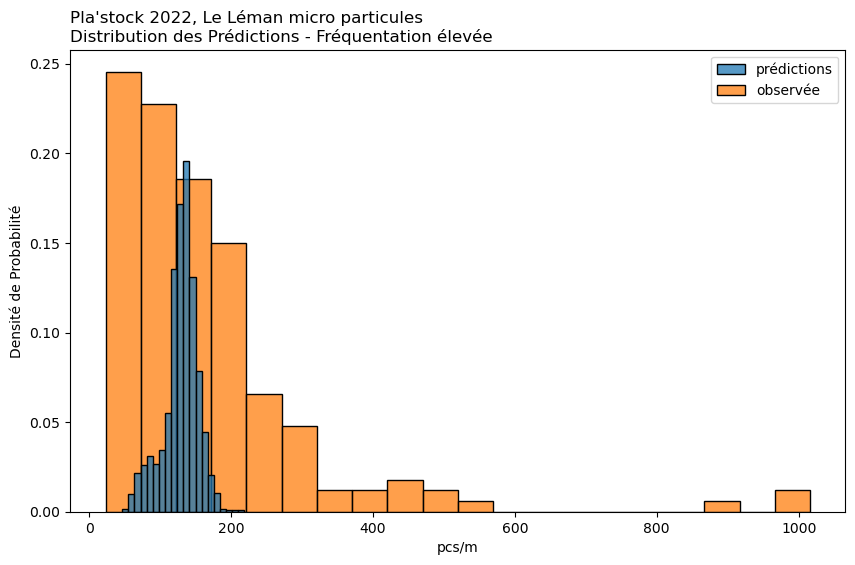 Pla'stock 2022, Le Léman micro particules
Distribution des Prédictions - Fréquentation élevée
prédictions
observée
Densité de Probabilité
0.25
0.20
0.15
0.10
0.05
0.00
0 200 400 600 800 1000
pcs/m